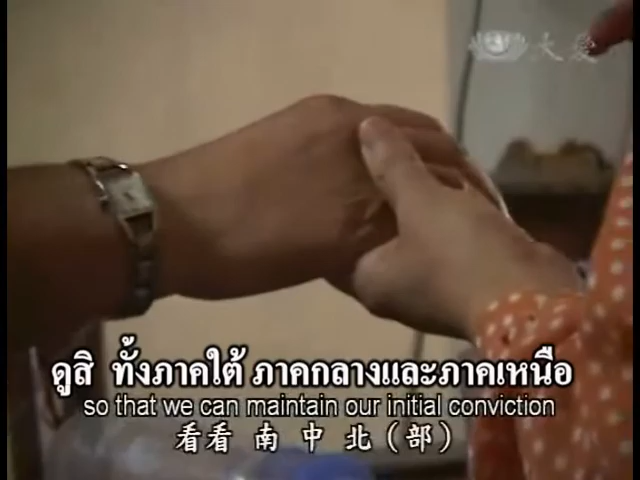 大愛
ดูสิ ทั้งภาคใต้ ภาคกลางและภาคเหนือ
so that we can maintain our initial conviction
看看 南 中 北（部）